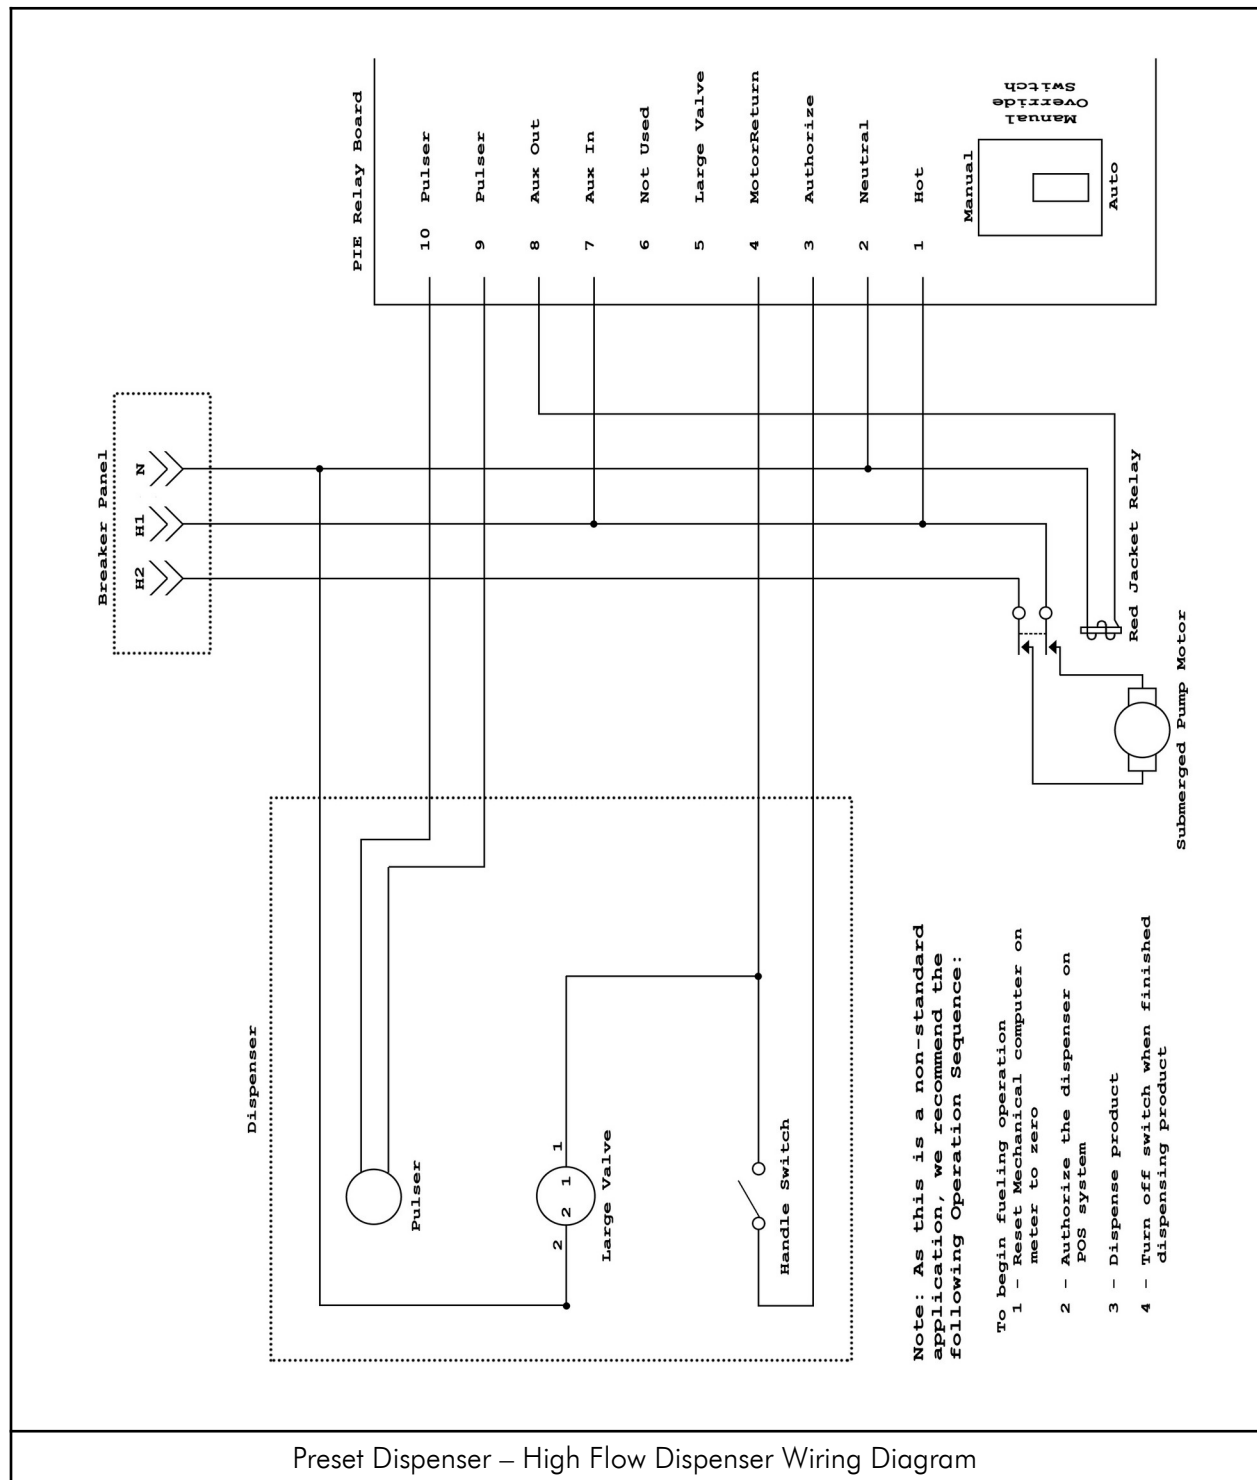 PIE Relay Board
10 Pulser
9 Pulser
8 Aux Out
7 Aux In
6 Not Used
5 Large Valve
4 MotorReturn
3 Authorize
2 Neutral
1 Hot
Manual
Override
Switch
Manual
Auto
Breaker Panel
N
H1
H2
Red Jacket Relay
Submerged Pump Motor
Dispenser
Pulser
2
2 1
1
Large Valve
Handle Switch
Note: As this is a non-standard
application, we recommend the
following Operation Sequence:
To begin fueling operation
1 - Reset Mechanical computer on
meter to zero
2 - Authorize the dispenser on
POS system
3 - Dispense product
4 - Turn off switch when finished
dispensing product
Preset Dispenser – High Flow Dispenser Wiring Diagram